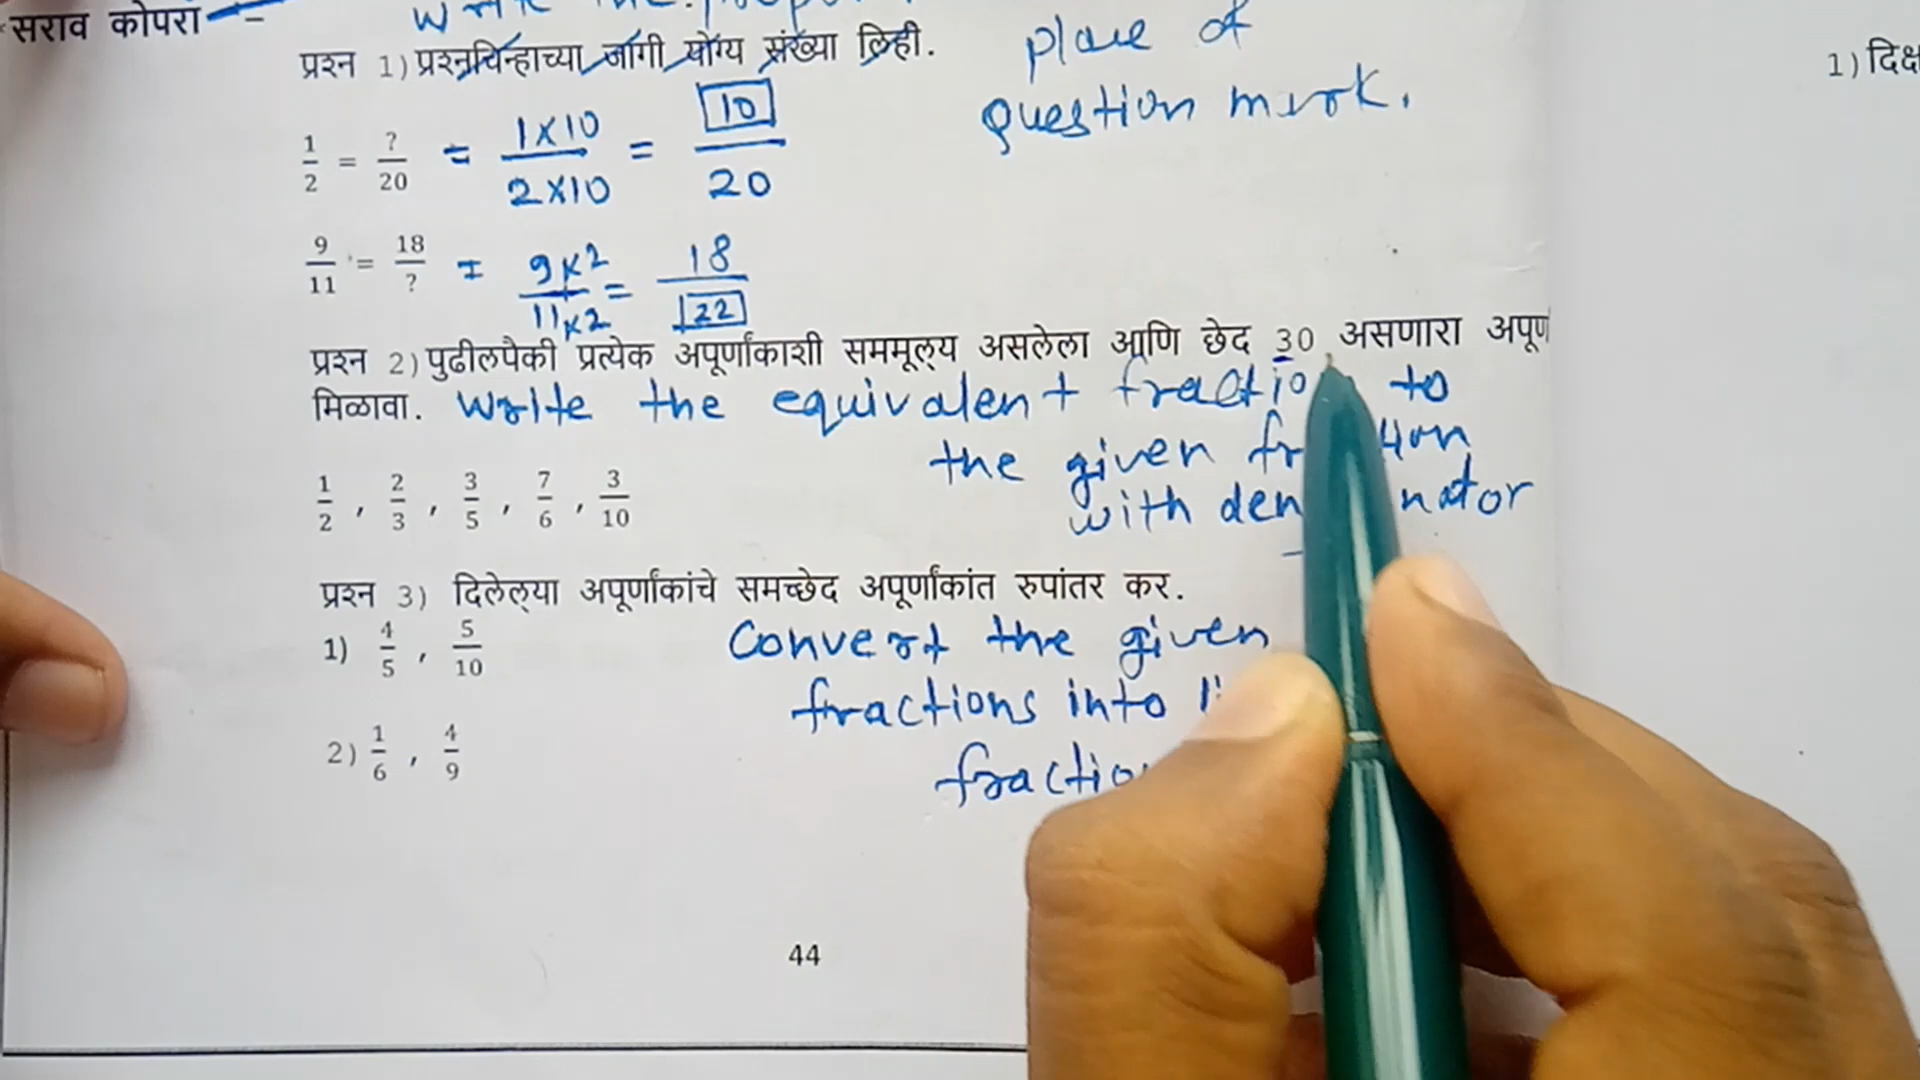 सराव कोपरा -
प्रश्न 1) प्रश्नचिन्हाच्या जागी योग्य संख्या लिही.
place of
question mark.
1/2 = ?/20 = 1×10/2×10 = 10/20
9/11 = 18/? = 9×2/11×2 = 18/22
प्रश्न 2) पुढीलपैकी प्रत्येक अपूर्णांकाशी सममूल्य असलेला आणि छेद 30 असणारा अपूर्ण
मिळावा. Write the equivalent fraction to
the given
with
1/2 , 2/3 , 3/5 , 7/6 , 3/10
प्रश्न 3) दिलेल्या अपूर्णांकांचे समच्छेद अपूर्णांकांत रुपांतर कर.
1) 4/5 , 5/10
Convert the given
fractions into
2) 1/6 , 4/9
44
1)